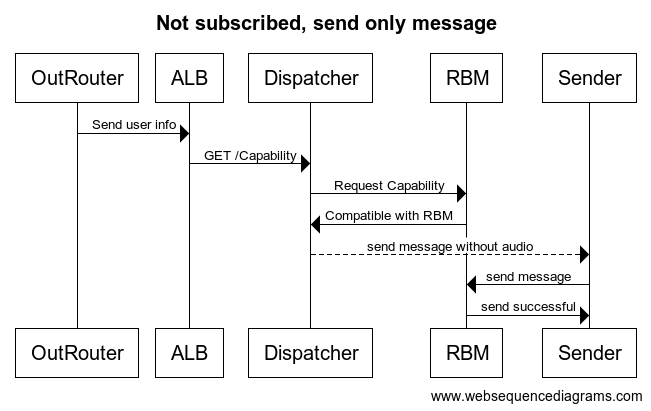 Not subscribed, send only message
OutRouter ALB Dispatcher RBM Sender
Send user info
GET /Capability
Request Capability
Compatible with RBM
send message without audio
send message
send successful
OutRouter ALB Dispatcher RBM Sender
www.websequencediagrams.com